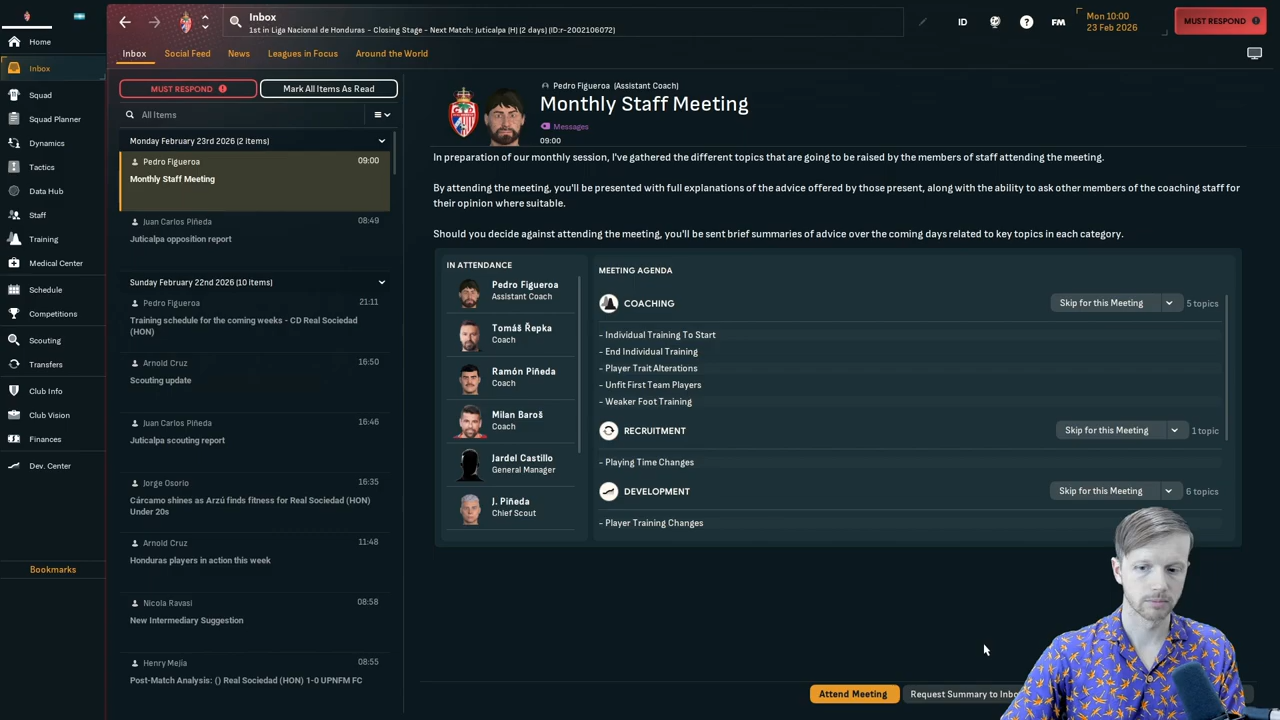 Inbox
1st in Liga Nacional de Honduras - Closing Stage - Next Match: Juticalpa (H) (2 days) (ID:r-2002106072)
ID
FM
Mon 10:00
23 Feb 2026
MUST RESPOND
Home
Inbox
Squad
Squad Planner
Dynamics
Tactics
Data Hub
Staff
Training
Medical Center
Schedule
Competitions
Scouting
Transfers
Club Info
Club Vision
Finances
Dev. Center
Bookmarks
Inbox
Social Feed
News
Leagues in Focus
Around the World
MUST RESPOND
Mark All Items As Read
All Items
Monday February 23rd 2026 (2 items)
Pedro Figueroa 09:00
Monthly Staff Meeting
Juan Carlos Piñeda 08:49
Juticalpa opposition report
Sunday February 22nd 2026 (10 items)
Pedro Figueroa 21:11
Training schedule for the coming weeks - CD Real Sociedad
(HON)
Arnold Cruz 16:50
Scouting update
Juan Carlos Piñeda 16:46
Juticalpa scouting report
Jorge Osorio 16:35
Cárcamo shines as Arzú finds fitness for Real Sociedad (HON)
Under 20s
Arnold Cruz 11:48
Honduras players in action this week
Nicola Ravasi 08:58
New Intermediary Suggestion
Henry Mejía 08:55
Post-Match Analysis: () Real Sociedad (HON) 1-0 UPNFM FC
Pedro Figueroa (Assistant Coach)
Monthly Staff Meeting
Messages
09:00
In preparation of our monthly session, I've gathered the different topics that are going to be raised by the members of staff attending the meeting.
By attending the meeting, you'll be presented with full explanations of the advice offered by those present, along with the ability to ask other members of the coaching staff for
their opinion where suitable.
Should you decide against attending the meeting, you'll be sent brief summaries of advice over the coming days related to key topics in each category.
IN ATTENDANCE
Pedro Figueroa
Assistant Coach
Tomáš Řepka
Coach
Ramón Piñeda
Coach
Milan Baroš
Coach
Jardel Castillo
General Manager
J. Piñeda
Chief Scout
MEETING AGENDA
COACHING
Skip for this Meeting
5 topics
- Individual Training To Start
- End Individual Training
- Player Trait Alterations
- Unfit First Team Players
- Weaker Foot Training
RECRUITMENT
Skip for this Meeting
1 topic
- Playing Time Changes
DEVELOPMENT
Skip for this Meeting
6 topics
- Player Training Changes
Attend Meeting
Request Summary to Inbo